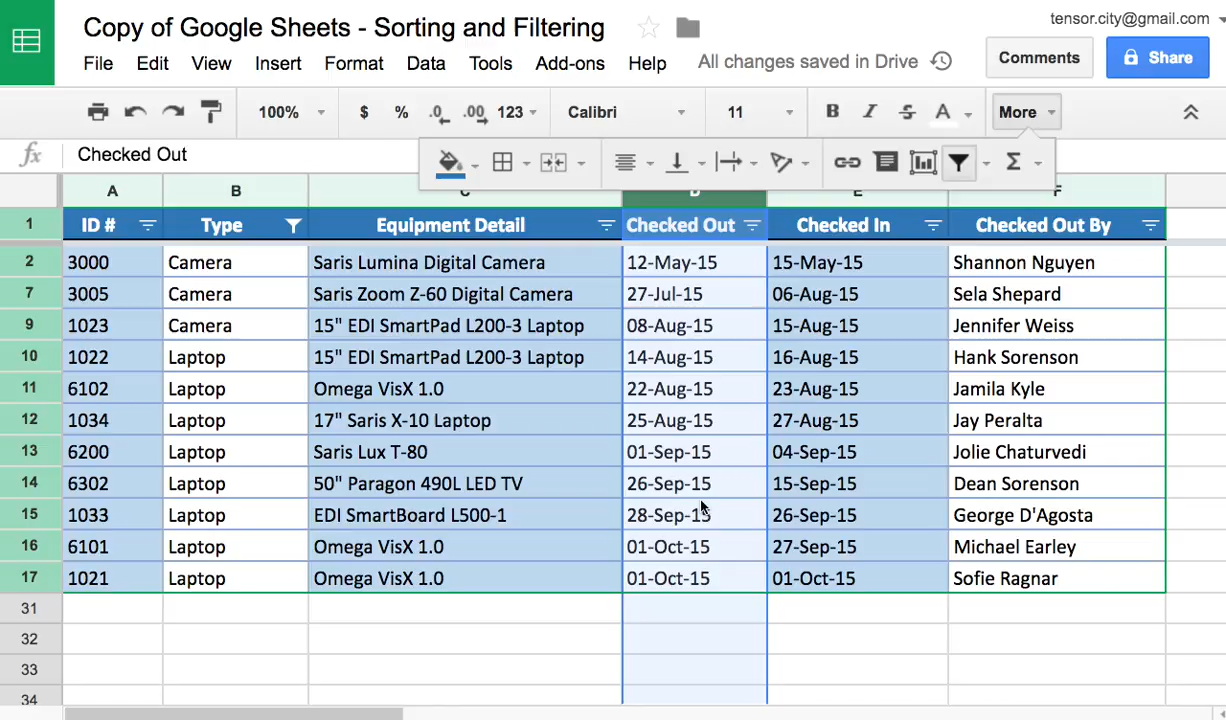 Copy of Google Sheets - Sorting and Filtering
tensor.city@gmail.com
File Edit View Insert Format Data Tools Add-ons Help All changes saved in Drive
Comments Share
100% $ % .0 .00 123 Calibri 11 B I S A More
fx Checked Out Σ
A B
1 ID # Type Equipment Detail Checked Out Checked In Checked Out By
2 3000 Camera Saris Lumina Digital Camera 12-May-15 15-May-15 Shannon Nguyen
7 3005 Camera Saris Zoom Z-60 Digital Camera 27-Jul-15 06-Aug-15 Sela Shepard
9 1023 Camera 15" EDI SmartPad L200-3 Laptop 08-Aug-15 15-Aug-15 Jennifer Weiss
10 1022 Laptop 15" EDI SmartPad L200-3 Laptop 14-Aug-15 16-Aug-15 Hank Sorenson
11 6102 Laptop Omega VisX 1.0 22-Aug-15 23-Aug-15 Jamila Kyle
12 1034 Laptop 17" Saris X-10 Laptop 25-Aug-15 27-Aug-15 Jay Peralta
13 6200 Laptop Saris Lux T-80 01-Sep-15 04-Sep-15 Jolie Chaturvedi
14 6302 Laptop 50" Paragon 490L LED TV 26-Sep-15 15-Sep-15 Dean Sorenson
15 1033 Laptop EDI SmartBoard L500-1 28-Sep-15 26-Sep-15 George D'Agosta
16 6101 Laptop Omega VisX 1.0 01-Oct-15 27-Sep-15 Michael Earley
17 1021 Laptop Omega VisX 1.0 01-Oct-15 01-Oct-15 Sofie Ragnar
31
32
33
34